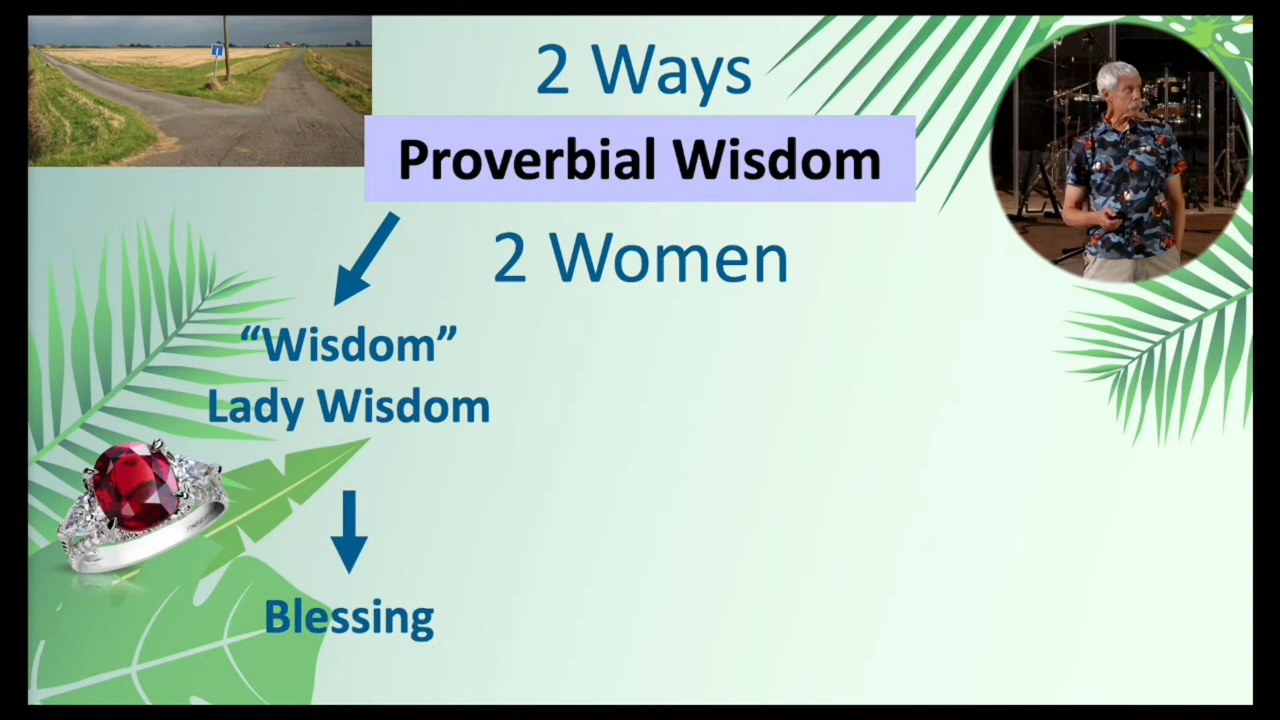 2 Ways
Proverbial Wisdom
2 Women
“Wisdom”
Lady Wisdom
Blessing